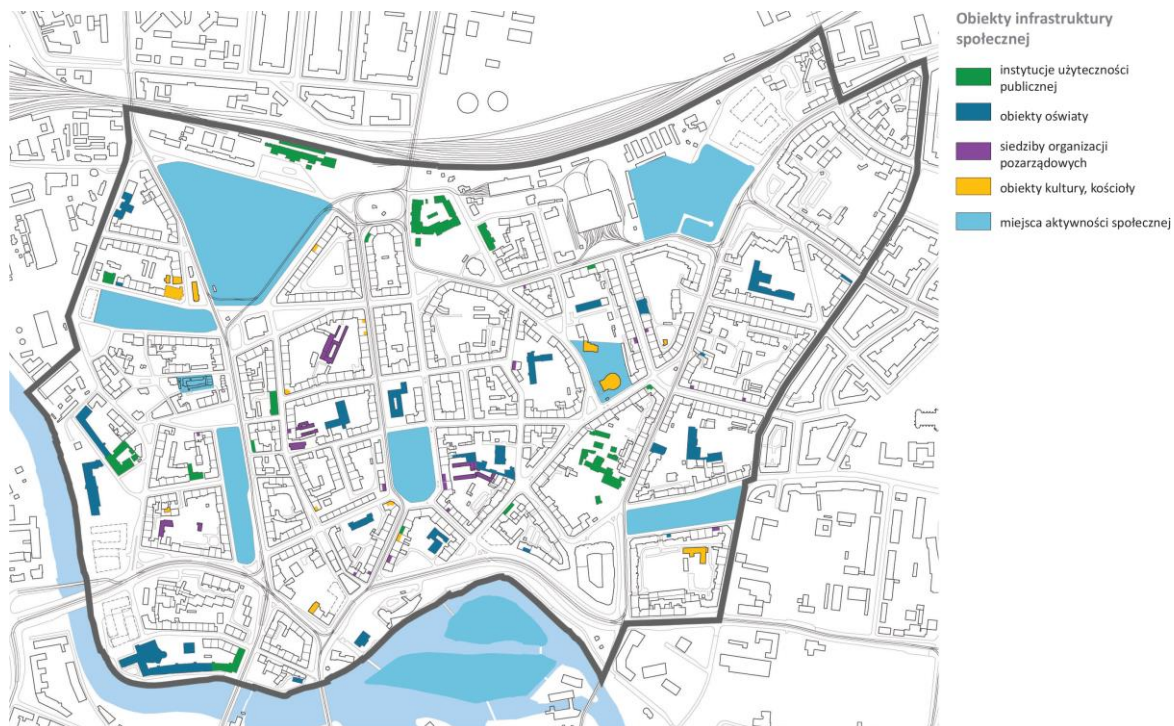 Obiekty infrastruktury
społecznej
instytucje użyteczności
publicznej
obiekty oświaty
siedziby organizacji
pozarządowych
obiekty kultury, kościoły
miejsca aktywności społecznej